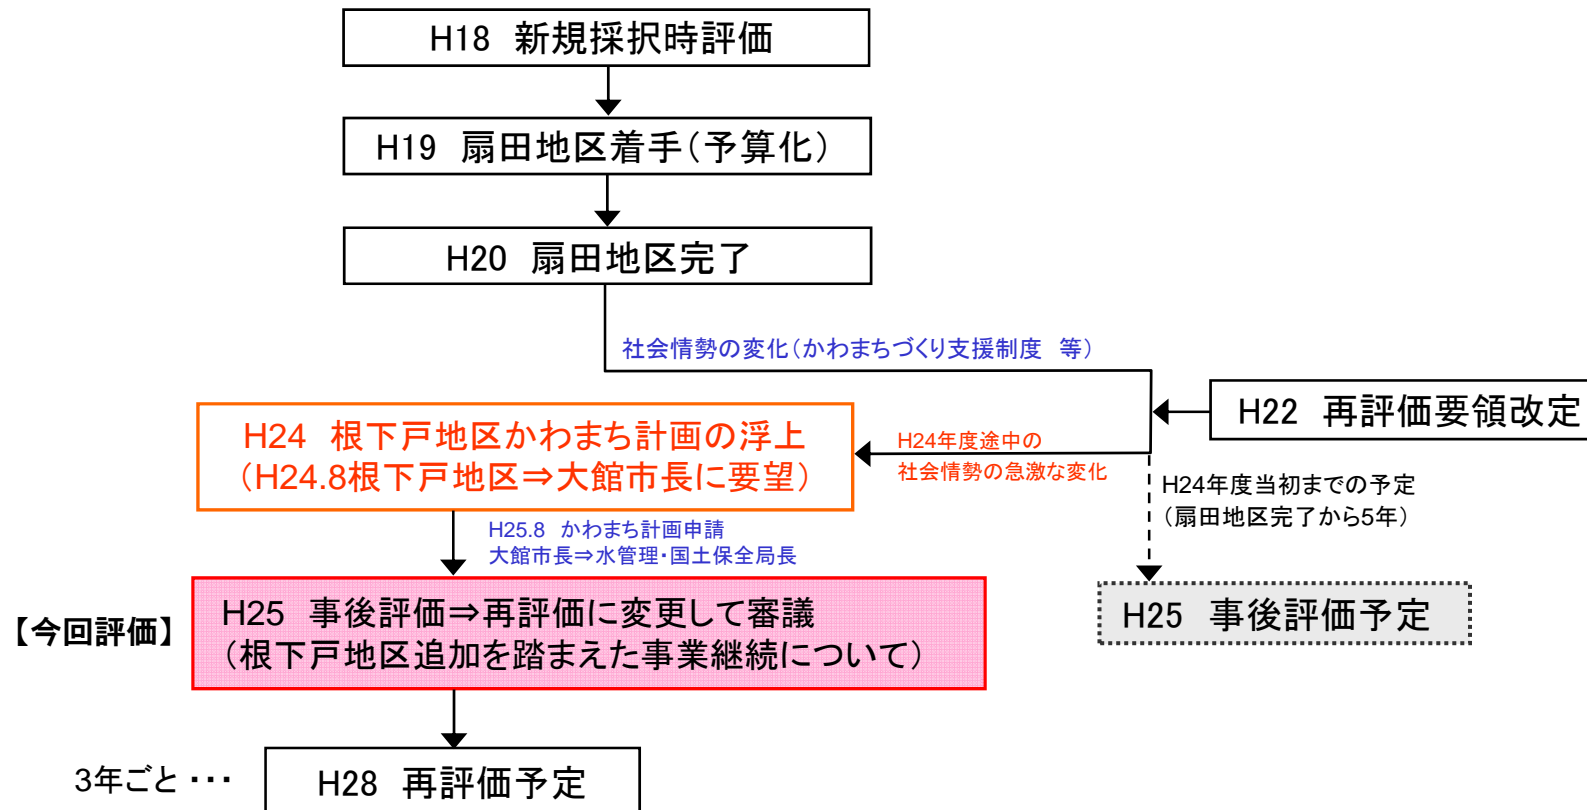 H18 新規採択時評価
H19 扇田地区着手（予算化）
H20 扇田地区完了
社会情勢の変化（かわまちづくり支援制度 等）
H22 再評価要領改定
H24 根下戸地区かわまち計画の浮上
（H24.8根下戸地区⇒大館市長に要望）
H24年度途中の
社会情勢の急激な変化
H24年度当初までの予定
（扇田地区完了から5年）
H25.8 かわまち計画申請
大館市長⇒水管理・国土保全局長
【今回評価】
H25 事後評価⇒再評価に変更して審議
（根下戸地区追加を踏まえた事業継続について）
H25 事後評価予定
3年ごと・・・
H28 再評価予定